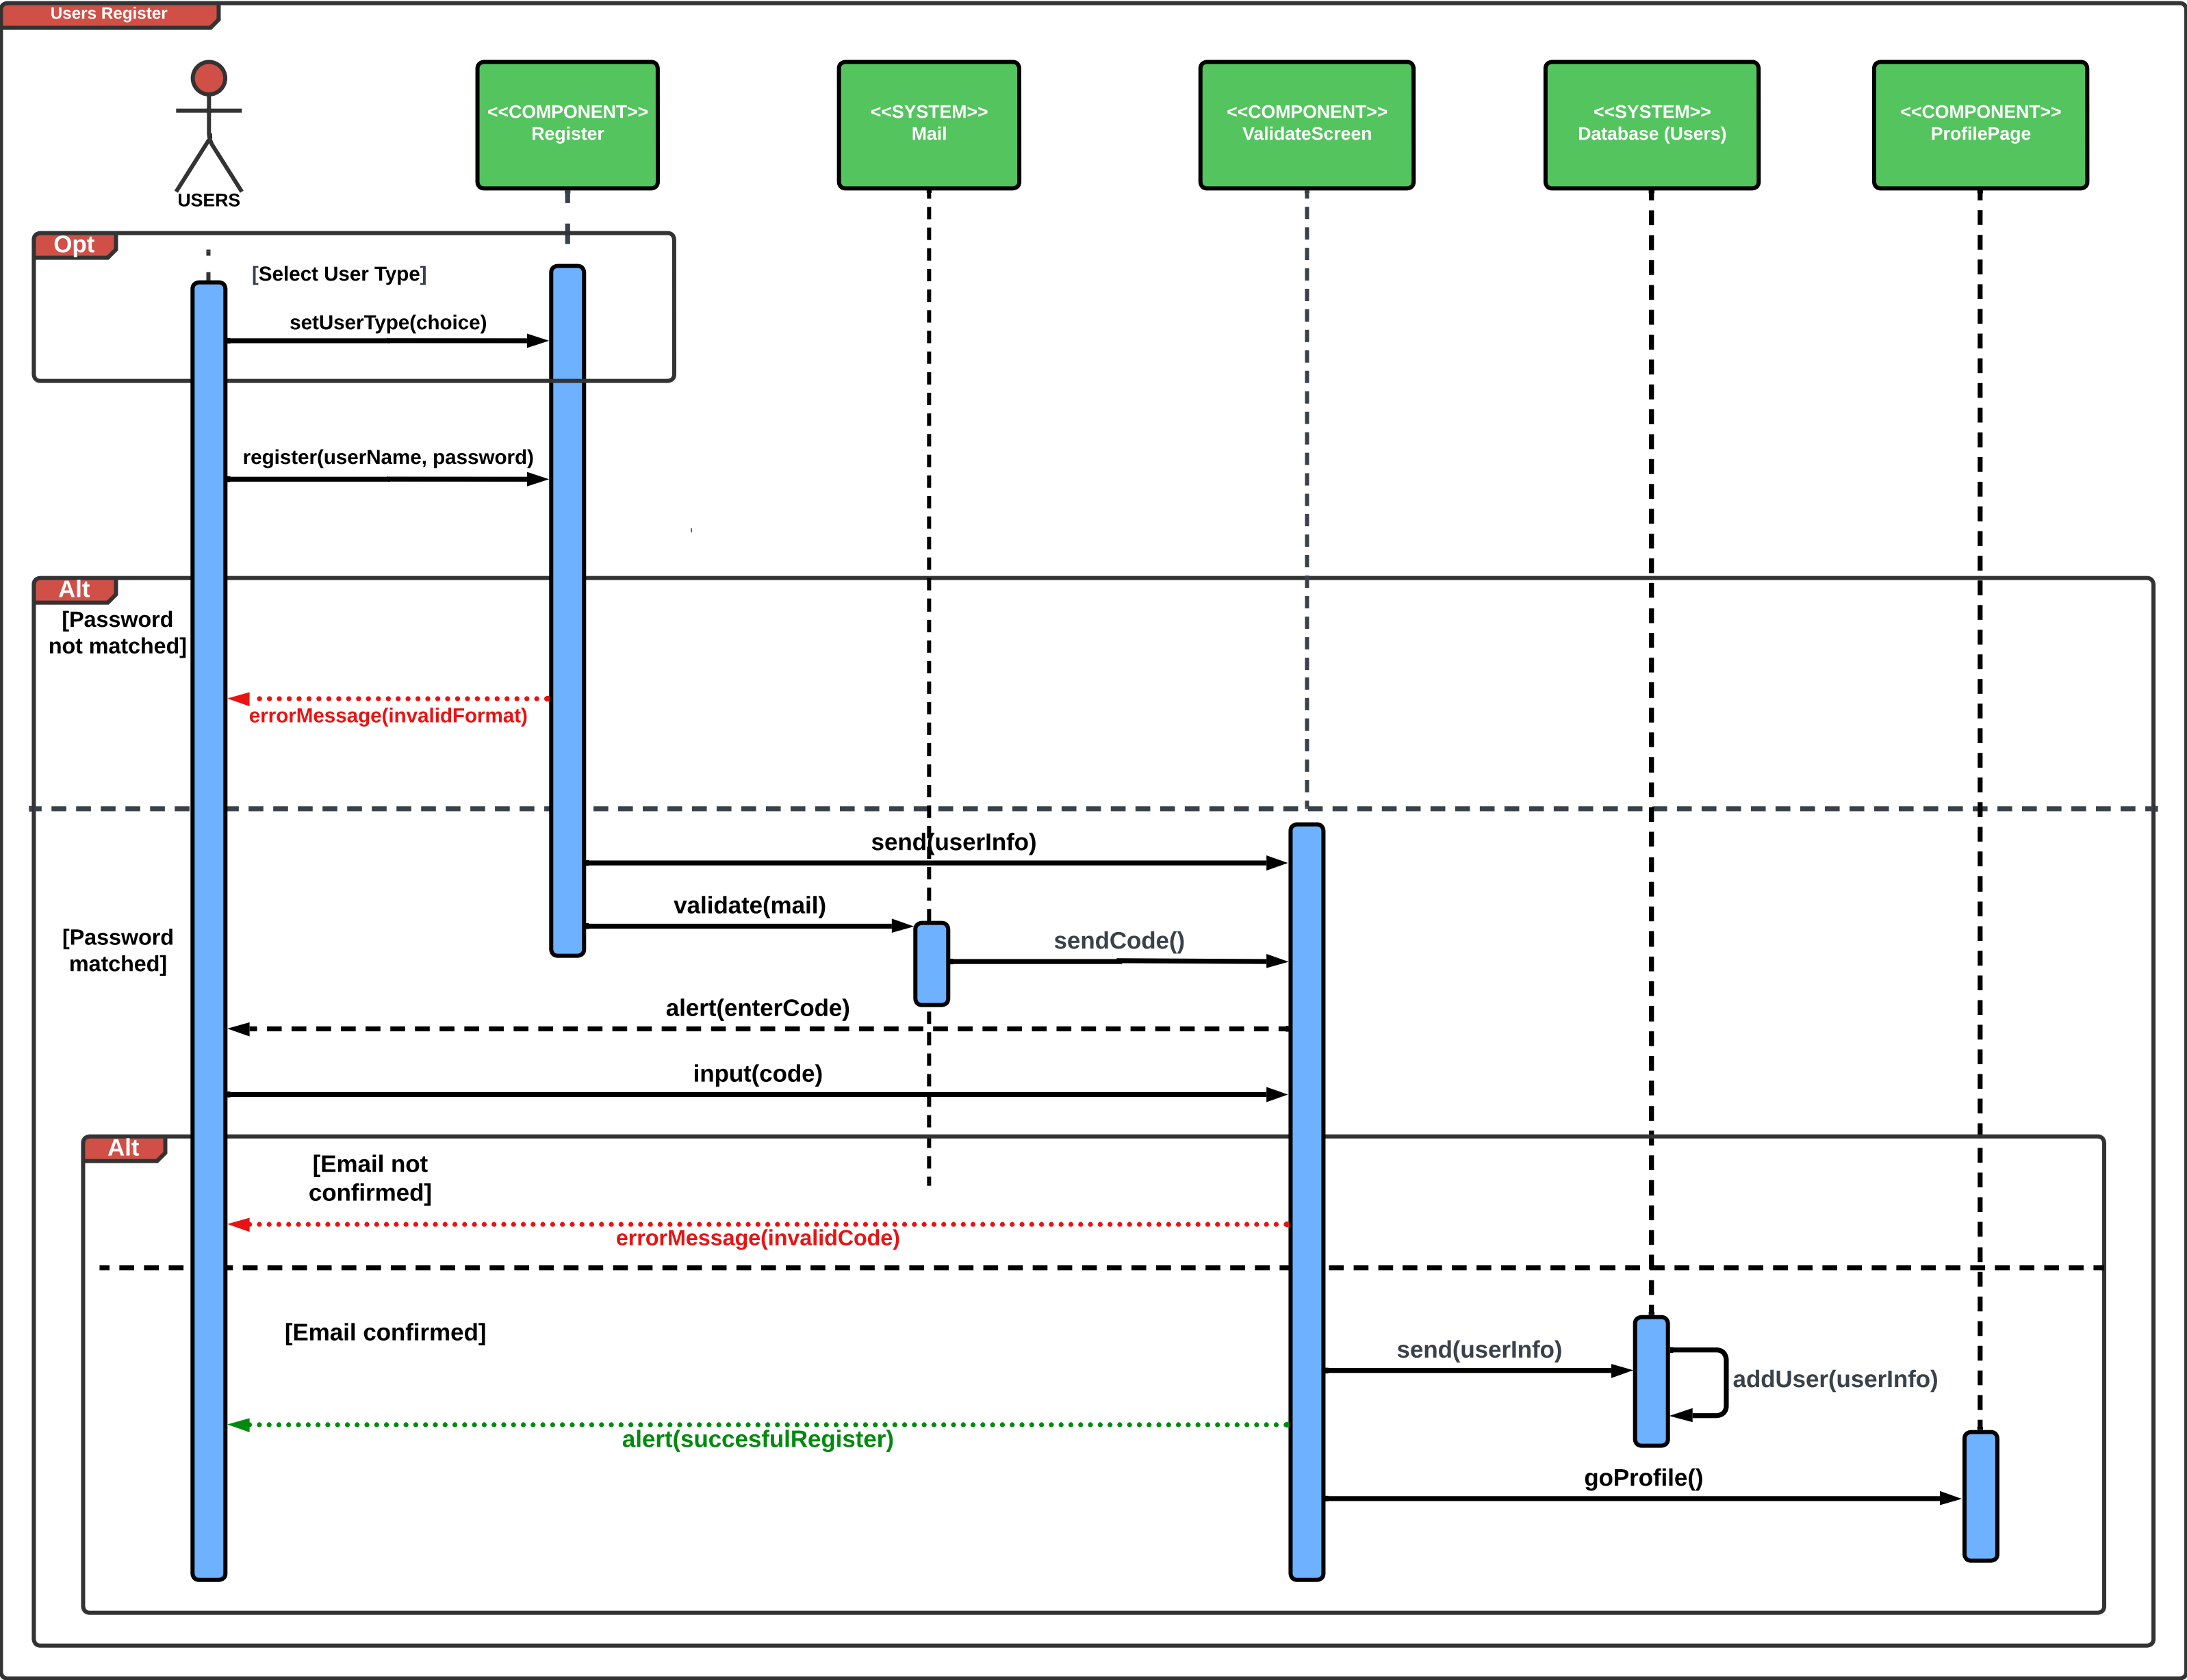 Users Register
<<COMPONENT>>
Register
<<SYSTEM>>
Mail
<<COMPONENT>>
ValidateScreen
<<SYSTEM>>
Database (Users)
<<COMPONENT>>
ProfilePage
USERS
Opt
[Select User Type]
setUserType(choice)
register(userName, password)
Alt
[Password
not matched]
errorMessage(invalidFormat)
send(userInfo)
validate(mail)
[Password
matched]
sendCode()
alert(enterCode)
input(code)
Alt
[Email not
confirmed]
errorMessage(invalidCode)
[Email confirmed]
send(userInfo)
addUser(userInfo)
alert(succesfulRegister)
goProfile()